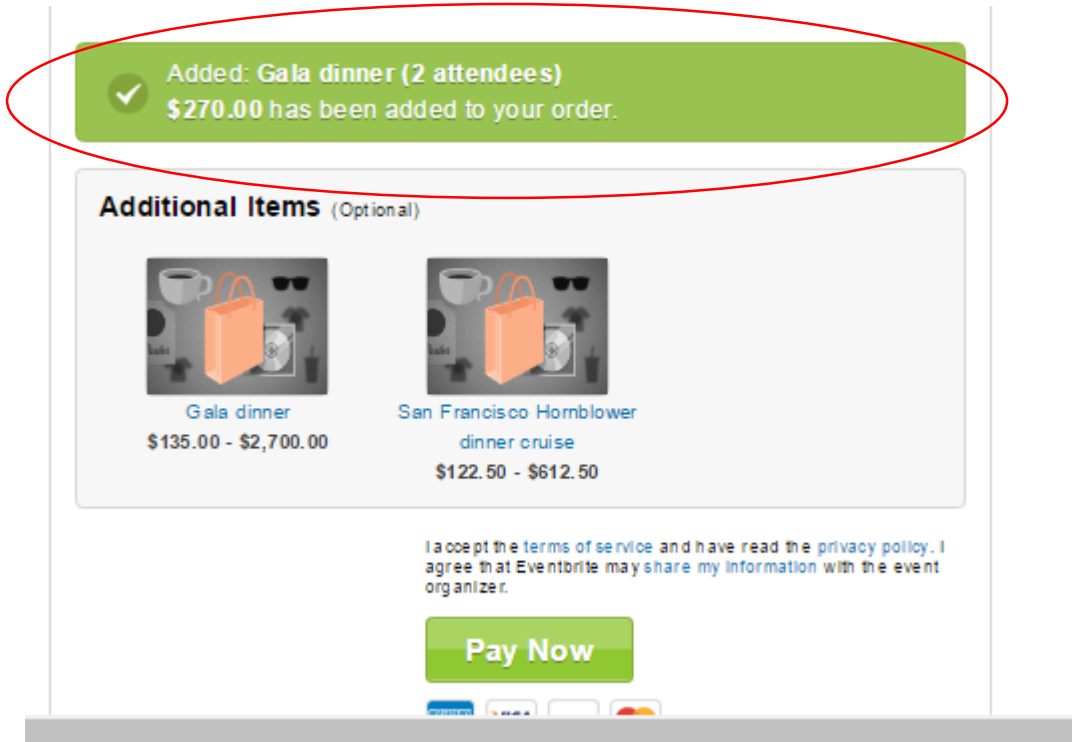 Added: Gala dinner (2 attendees)
$270.00 has been added to your order.
Additional Items (Optional)
Gala dinner
$135.00 - $2,700.00
San Francisco Hornblower
dinner cruise
$122.50 - $612.50
I accept the terms of service and have read the privacy policy. I
agree that Eventbrite may share my information with the event
organizer.
Pay Now